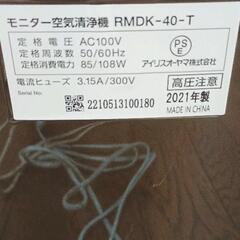 モニター空気清浄機 RMDK-40-T
定格電圧 AC100V
定格周波数 50/60Hz
定格消費電力 85/108W
電流ヒューズ 3.15A/300V
Serial No.
2210513100180
PS
E
アイリスオーヤマ株式会社
高圧注意
2021年製
MADE IN CHINA